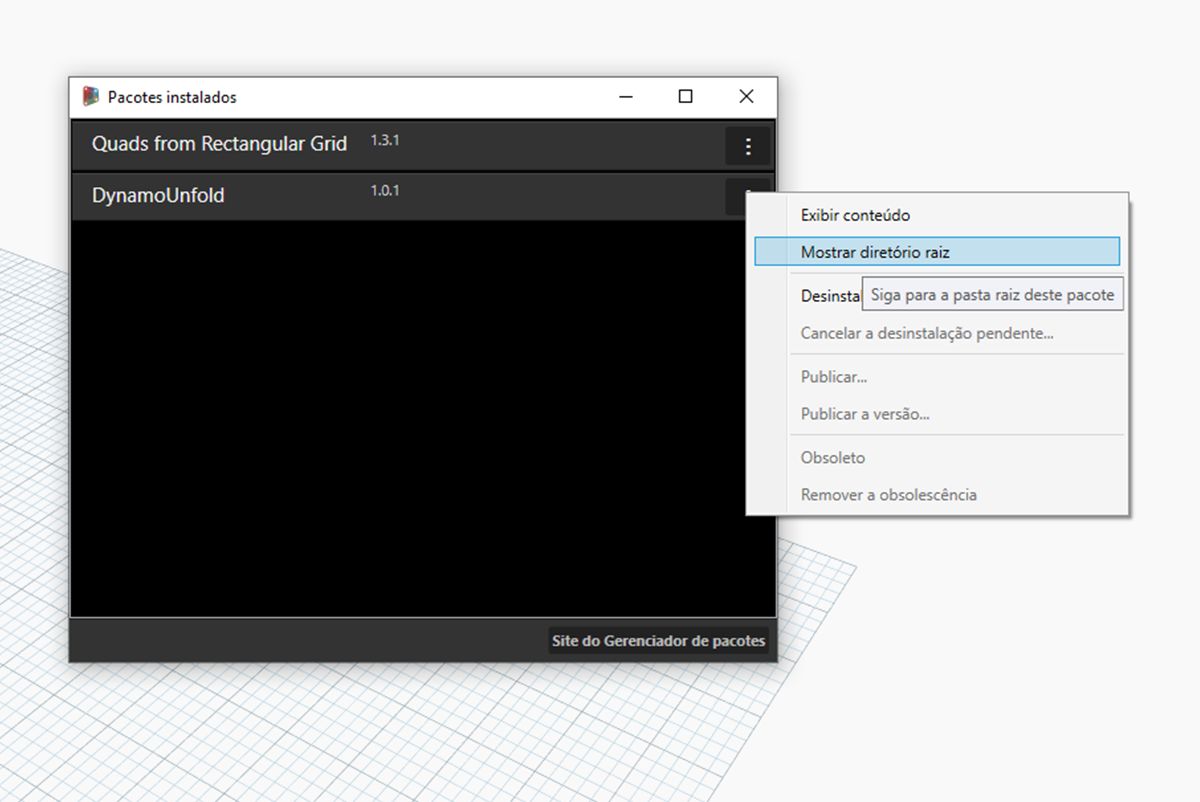 Pacotes instalados
Quads from Rectangular Grid 1.3.1
DynamoUnfold 1.0.1
Exibir conteúdo
Mostrar diretório raiz
Desinsta
Siga para a pasta raiz deste pacote
Cancelar a desinstalação pendente...
Publicar...
Publicar a versão...
Obsoleto
Remover a obsolescência
Site do Gerenciador de pacotes